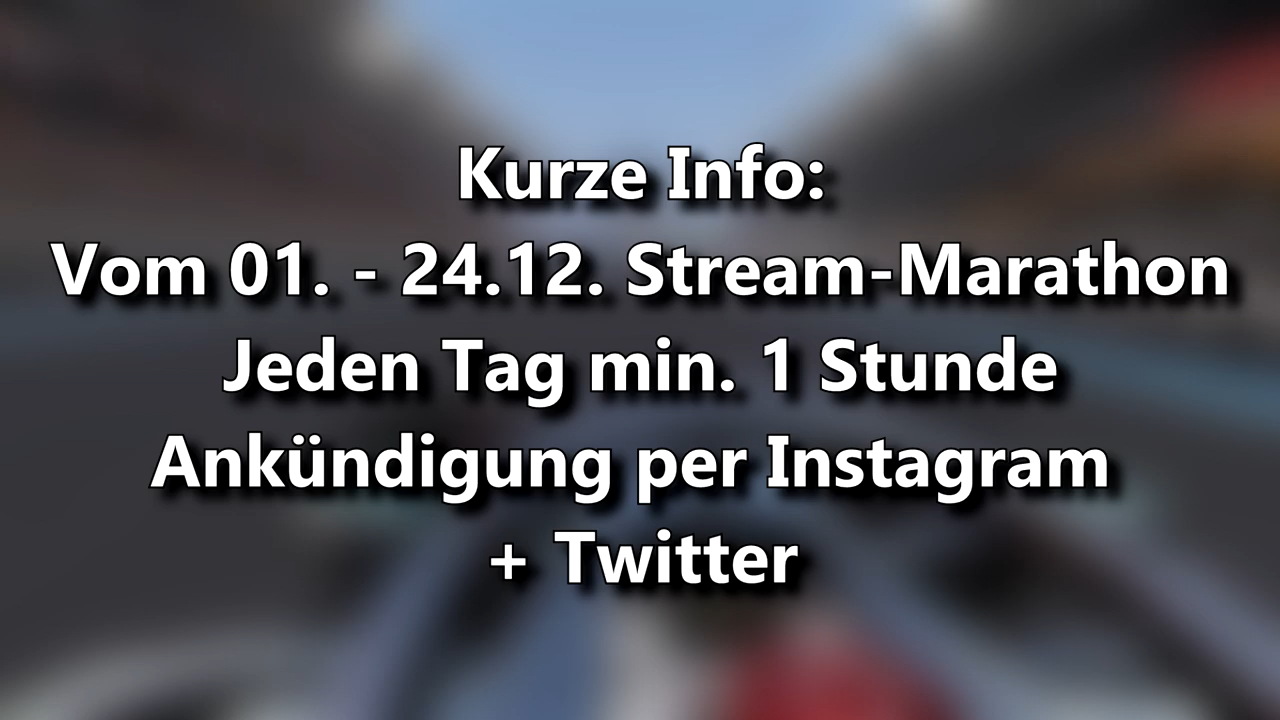 Kurze Info:
Vom 01. - 24.12. Stream-Marathon
Jeden Tag min. 1 Stunde
Ankündigung per Instagram
+ Twitter